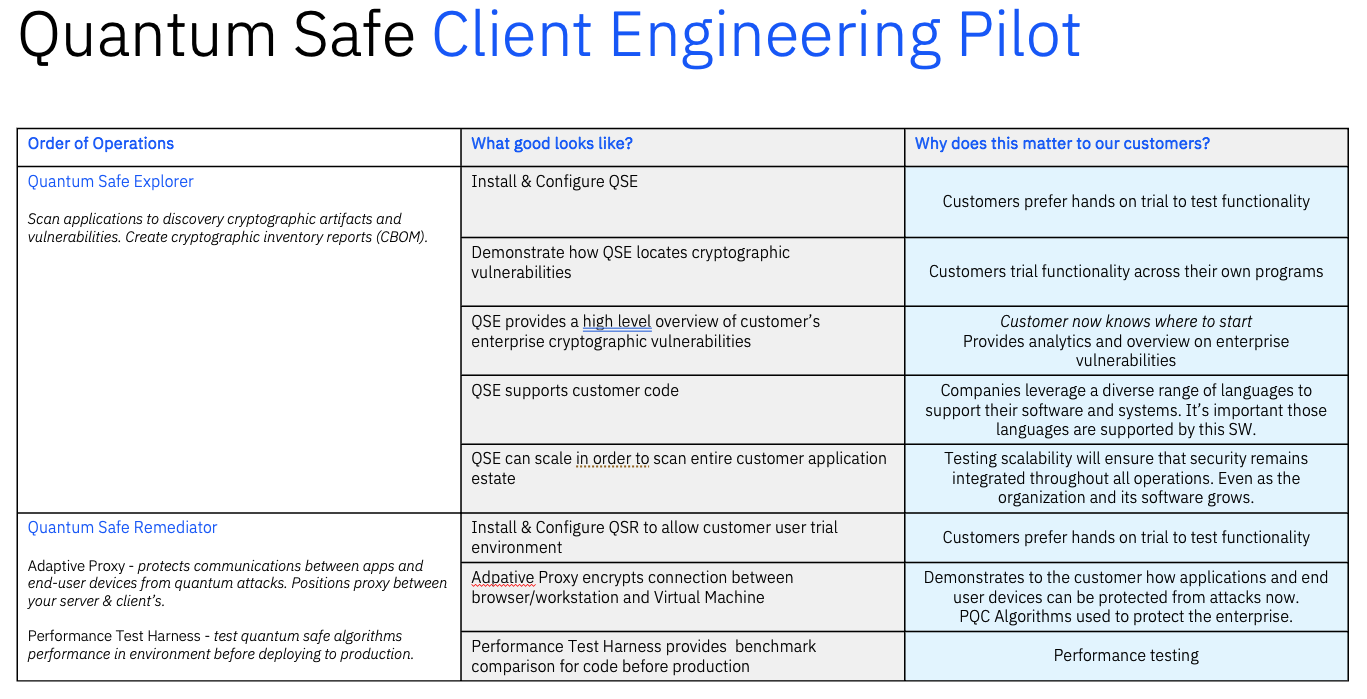 Quantum Safe Client Engineering Pilot
Order of Operations
What good looks like?
Why does this matter to our customers?
Quantum Safe Explorer
Scan applications to discovery cryptographic artifacts and
vulnerabilities. Create cryptographic inventory reports (CBOM).
Install & Configure QSE
Customers prefer hands on trial to test functionality
Demonstrate how QSE locates cryptographic
vulnerabilities
Customers trial functionality across their own programs
QSE provides a high level overview of customer’s
enterprise cryptographic vulnerabilities
Customer now knows where to start
Provides analytics and overview on enterprise
vulnerabilities
QSE supports customer code
Companies leverage a diverse range of languages to
support their software and systems. It’s important those
languages are supported by this SW.
QSE can scale in order to scan entire customer application
estate
Testing scalability will ensure that security remains
integrated throughout all operations. Even as the
organization and its software grows.
Quantum Safe Remediator
Adaptive Proxy - protects communications between apps and
end-user devices from quantum attacks. Positions proxy between
your server & client’s.
Performance Test Harness - test quantum safe algorithms
performance in environment before deploying to production.
Install & Configure QSR to allow customer user trial
environment
Customers prefer hands on trial to test functionality
Adpative Proxy encrypts connection between
browser/workstation and Virtual Machine
Demonstrates to the customer how applications and end
user devices can be protected from attacks now.
PQC Algorithms used to protect the enterprise.
Performance Test Harness provides  benchmark
comparison for code before production
Performance testing